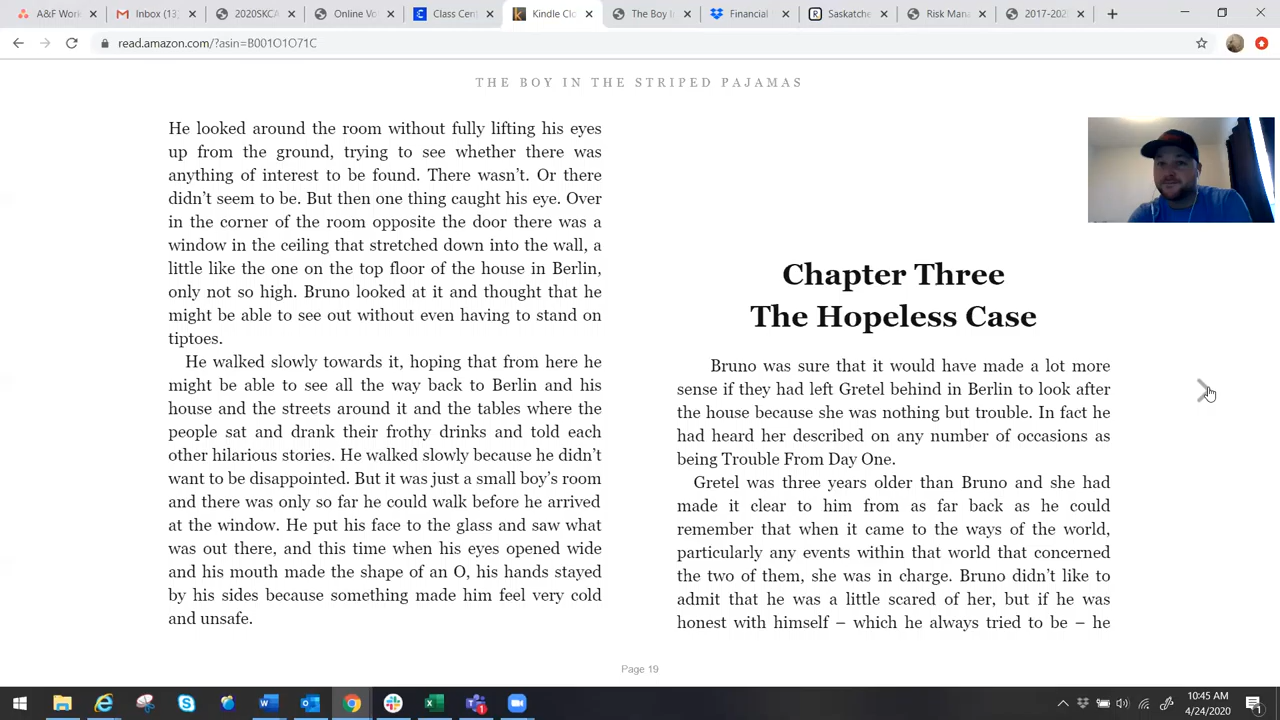 A&F Work
Inbox (13)
2020SKCA
Online Vo
Class Cent
Kindle Clo
The Boy I
Financial
Saskatche
Risk Mana
2017-202
read.amazon.com/?asin=B001O1O71C
THE BOY IN THE STRIPED PAJAMAS
He looked around the room without fully lifting his eyes
up from the ground, trying to see whether there was
anything of interest to be found. There wasn’t. Or there
didn’t seem to be. But then one thing caught his eye. Over
in the corner of the room opposite the door there was a
window in the ceiling that stretched down into the wall, a
little like the one on the top floor of the house in Berlin,
only not so high. Bruno looked at it and thought that he
might be able to see out without even having to stand on
tiptoes.
He walked slowly towards it, hoping that from here he
might be able to see all the way back to Berlin and his
house and the streets around it and the tables where the
people sat and drank their frothy drinks and told each
other hilarious stories. He walked slowly because he didn’t
want to be disappointed. But it was just a small boy’s room
and there was only so far he could walk before he arrived
at the window. He put his face to the glass and saw what
was out there, and this time when his eyes opened wide
and his mouth made the shape of an O, his hands stayed
by his sides because something made him feel very cold
and unsafe.
Chapter Three
The Hopeless Case
Bruno was sure that it would have made a lot more
sense if they had left Gretel behind in Berlin to look after
the house because she was nothing but trouble. In fact he
had heard her described on any number of occasions as
being Trouble From Day One.
Gretel was three years older than Bruno and she had
made it clear to him from as far back as he could
remember that when it came to the ways of the world,
particularly any events within that world that concerned
the two of them, she was in charge. Bruno didn’t like to
admit that he was a little scared of her, but if he was
honest with himself – which he always tried to be – he
Page 19
10:45 AM
4/24/2020